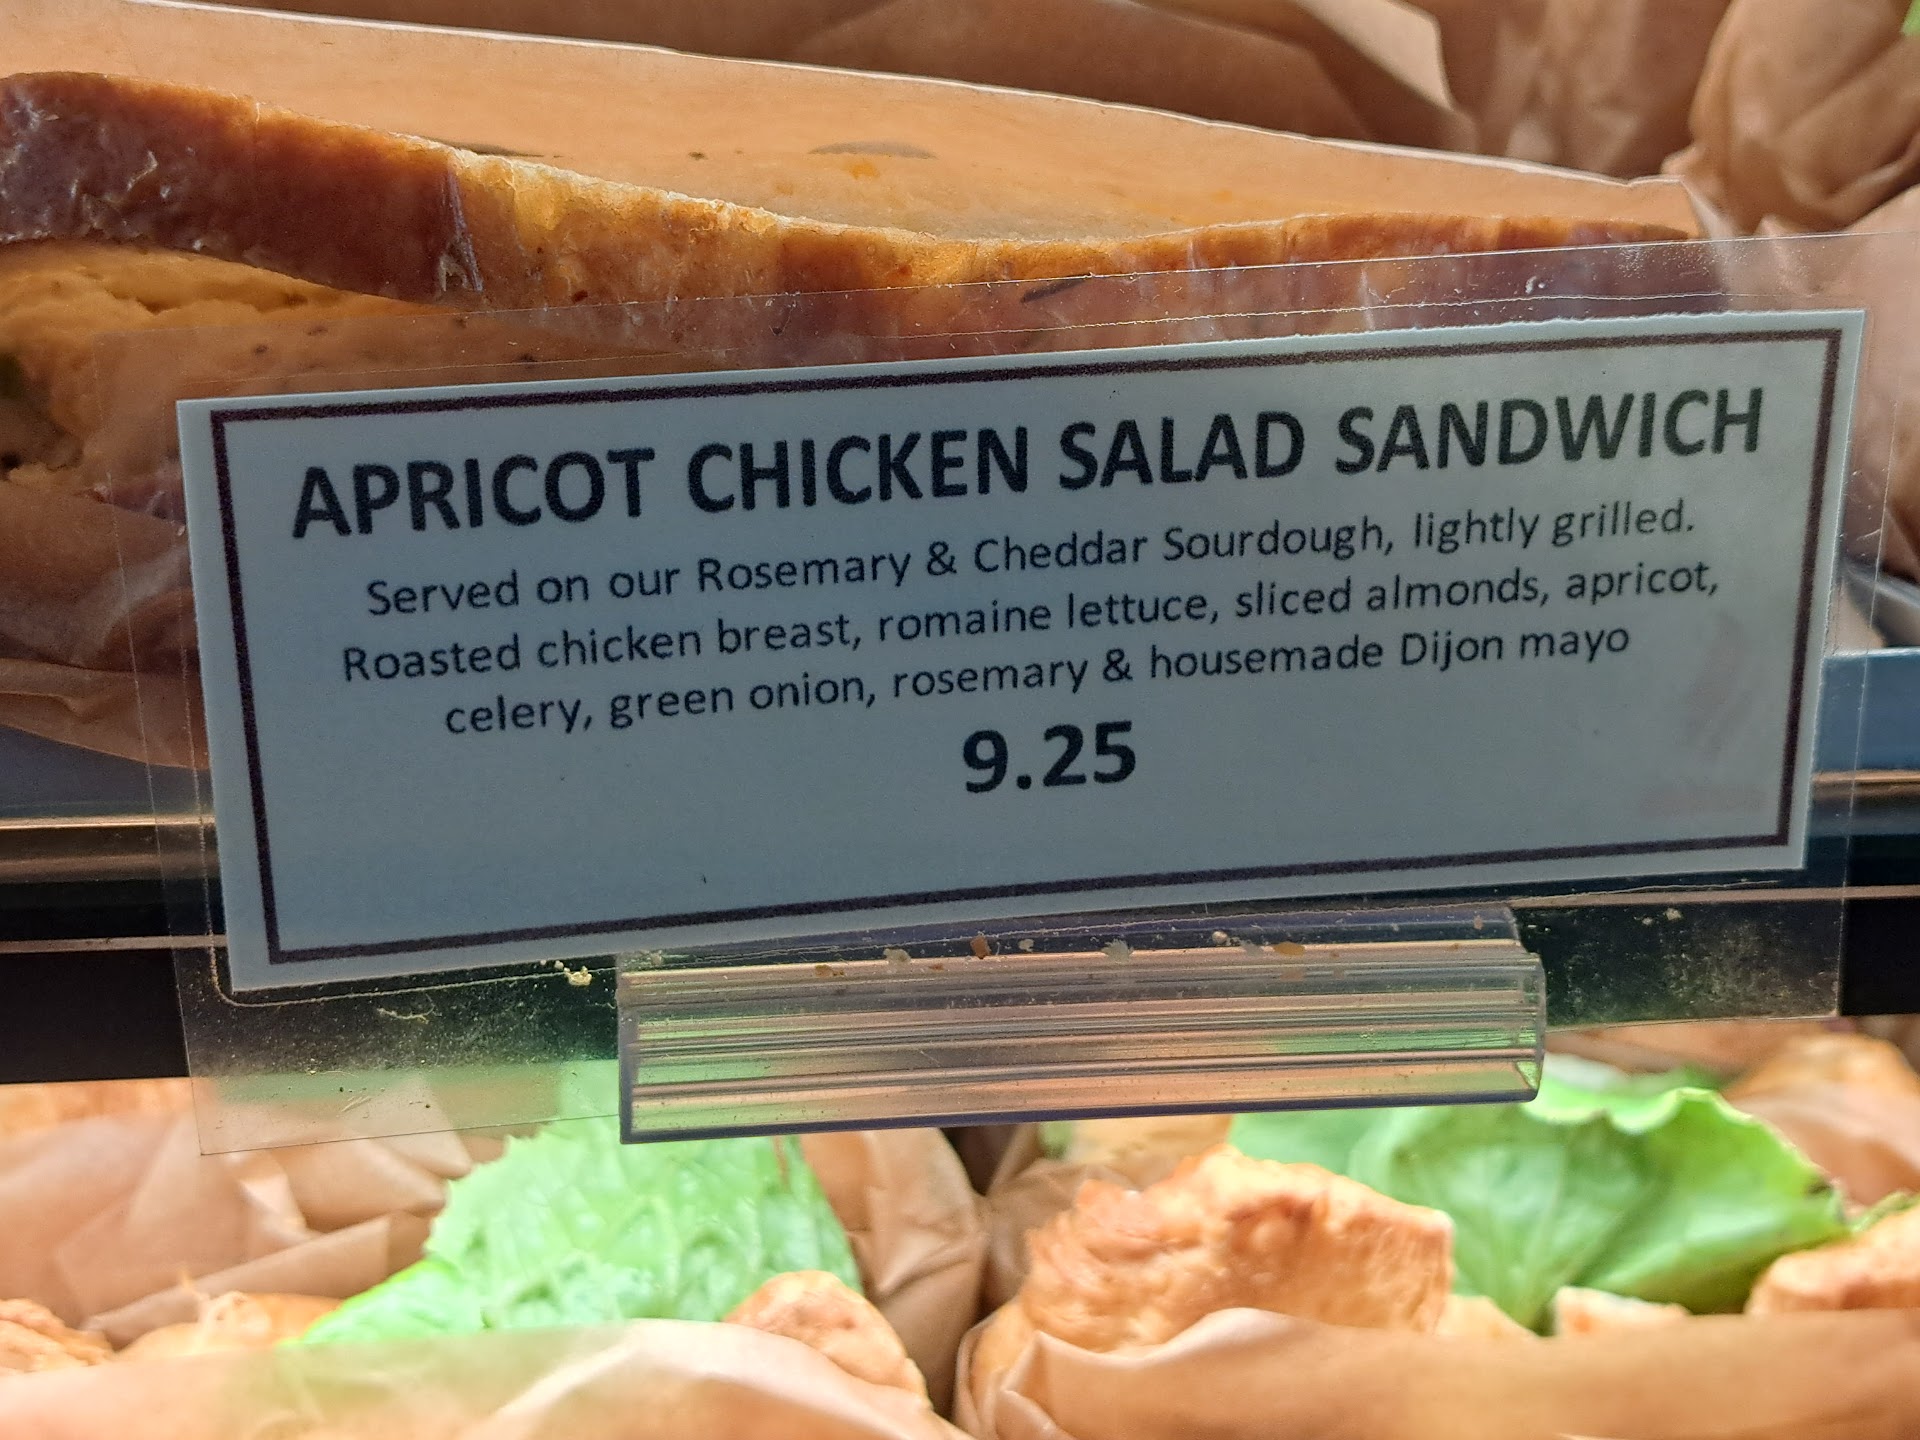 APRICOT CHICKEN SALAD SANDWICH
Served on our Rosemary & Cheddar Sourdough, lightly grilled.
Roasted chicken breast, romaine lettuce, sliced almonds, apricot,
celery, green onion, rosemary & housemade Dijon mayo
9.25